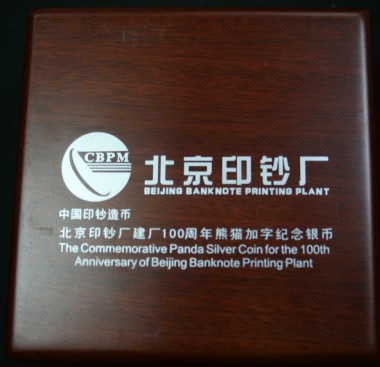 CBPM
北京印钞厂
BEIJING BANKNOTE PRINTING PLANT
中国印钞造币
北京印钞厂建厂100周年熊猫加字纪念银币
The Commemorative Panda Silver Coin for the 100th
Anniversary of Beijing Banknote Printing Plant